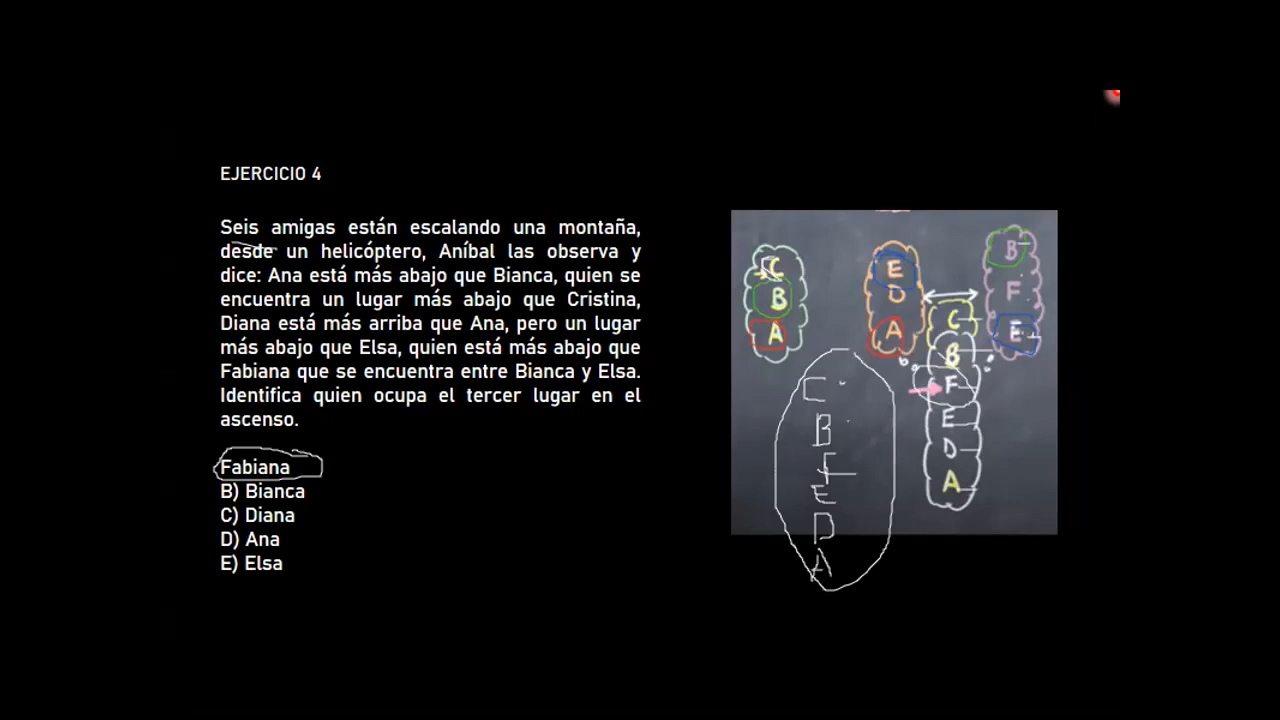 EJERCICIO 4
Seis amigas están escalando una montaña,
desde un helicóptero, Aníbal las observa y
dice: Ana está más abajo que Bianca, quien se
encuentra un lugar más abajo que Cristina,
Diana está más arriba que Ana, pero un lugar
más abajo que Elsa, quien está más abajo que
Fabiana que se encuentra entre Bianca y Elsa.
Identifica quien ocupa el tercer lugar en el
ascenso.
Fabiana
B) Bianca
C) Diana
D) Ana
E) Elsa
C
B
A
E
D
A
C
B
F
E
D
A
B
F
E
C
B
F
E
D
A